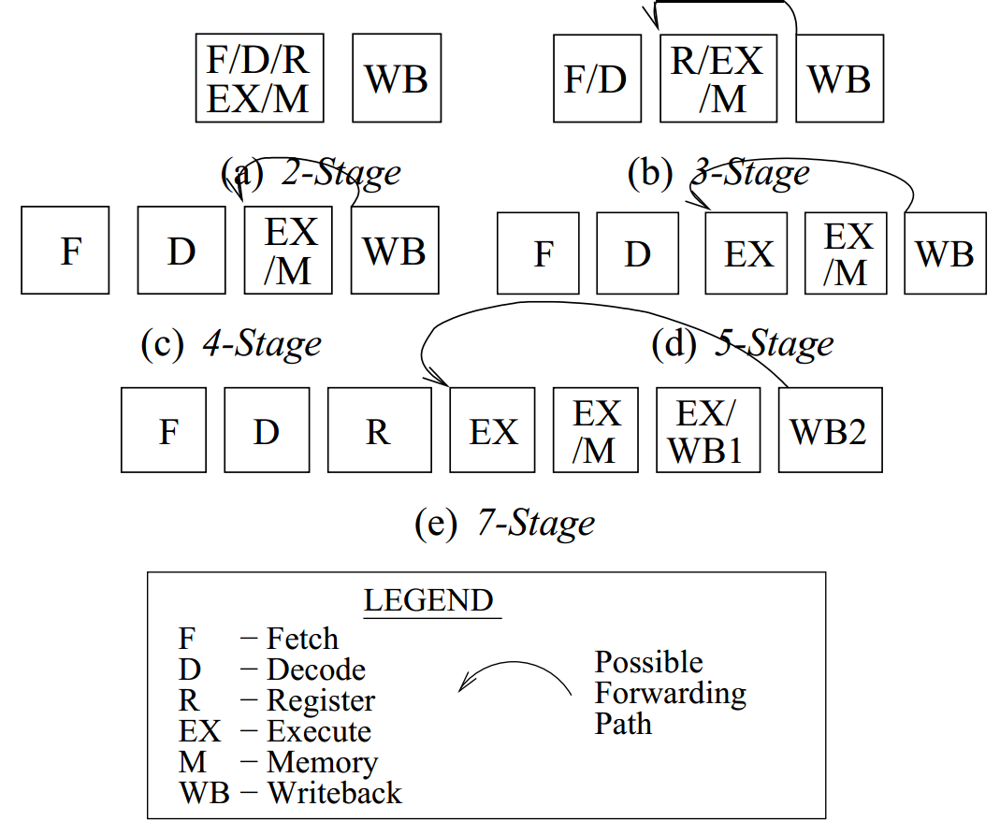 F/D/R
EX/M
WB
F/D
R/EX
/M
WB
(a) 2-Stage
(b) 3-Stage
F
D
EX
/M
WB
F
D
EX
EX
/M
WB
(c) 4-Stage
(d) 5-Stage
F
D
R
EX
EX
/M
EX/
WB1
WB2
(e) 7-Stage
LEGEND
F – Fetch
D – Decode
R – Register
EX – Execute
M – Memory
WB – Writeback
Possible
Forwarding
Path